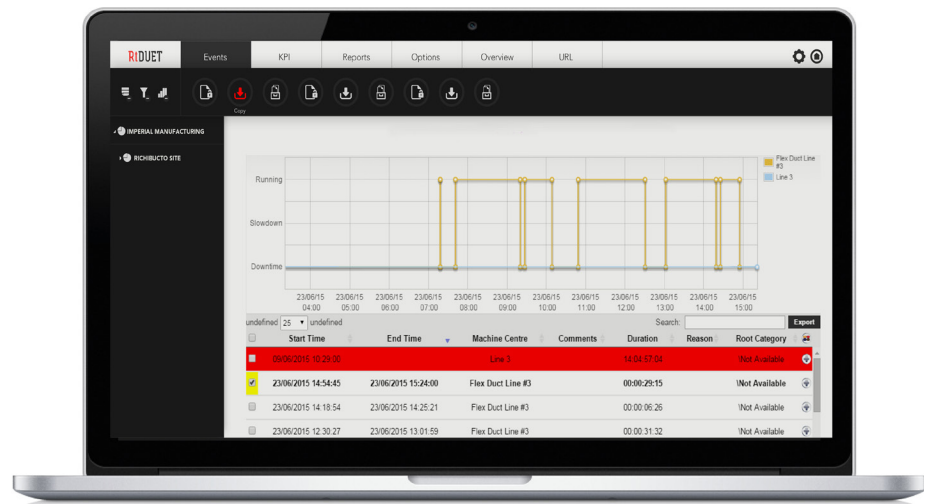 RtDUET Events KPI Reports Options Overview URL
Copy
IMPERIAL MANUFACTURING
RICHIBUCTO SITE
Flex Duct Line #3
Line 3
Running
Slowdown
Downtime
23/06/15 04:00 23/06/15 05:00 23/06/15 06:00 23/06/15 07:00 23/06/15 08:00 23/06/15 09:00 23/06/15 10:00 23/06/15 11:00 23/06/15 12:00 23/06/15 13:00 23/06/15 14:00 23/06/15 15:00
undefined 25 undefined Search: Export
Start Time End Time Machine Centre Comments Duration Reason Root Category
09/06/2015 10:29:00 Line 3 14:04:57:04 \Not Available
23/06/2015 14:54:45 23/06/2015 15:24:00 Flex Duct Line #3 00:00:29:15 \Not Available
23/06/2015 14:18:54 23/06/2015 14:25:21 Flex Duct Line #3 00:00:06:26 \Not Available
23/06/2015 12:30:27 23/06/2015 13:01:59 Flex Duct Line #3 00:00:31:32 \Not Available